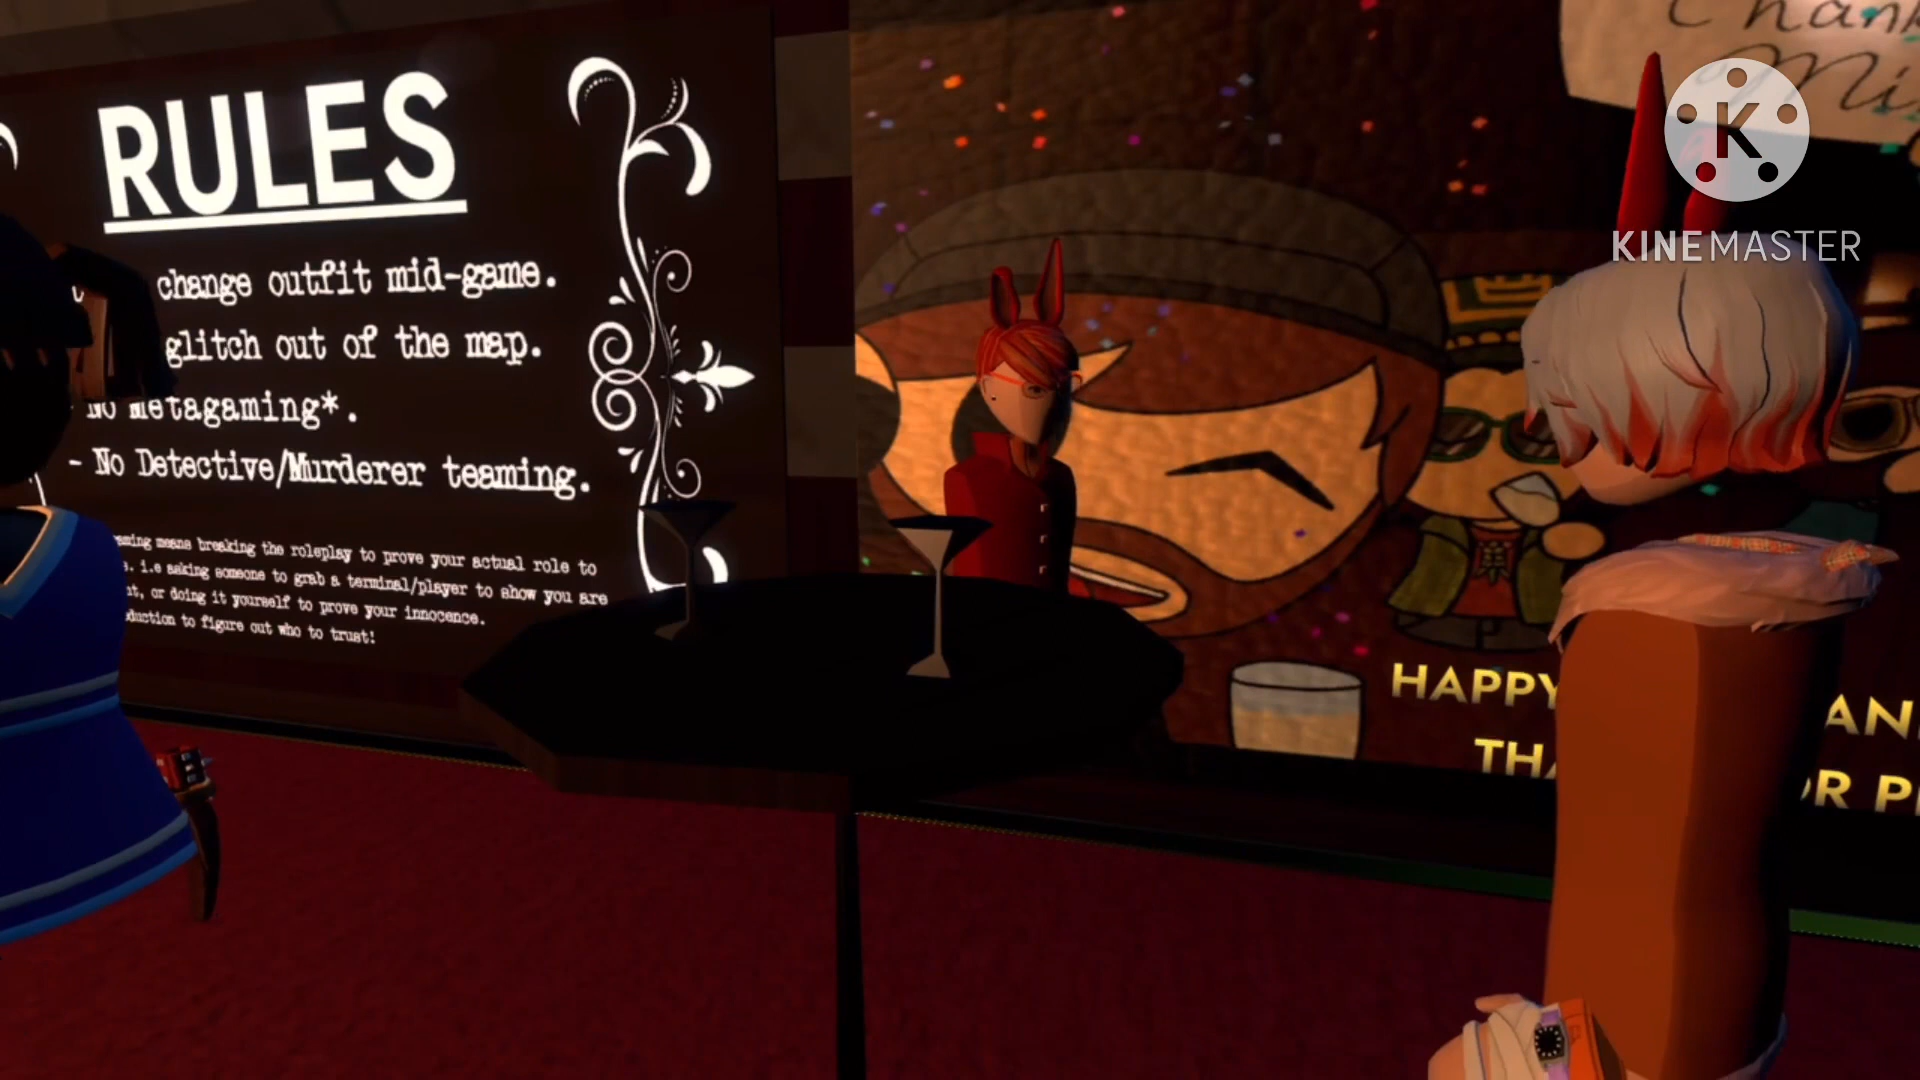 RULES
change outfit mid-game.
glitch out of the map.
- No metagaming*.
- No Detective/Murderer teaming.
means breaking the roleplay to prove your actual role to
i.e asking someone to grab a terminal/player to show you are
or doing it yourself to prove your innocence.
to figure out who to trust!
K
KINEMASTER
HAPPY